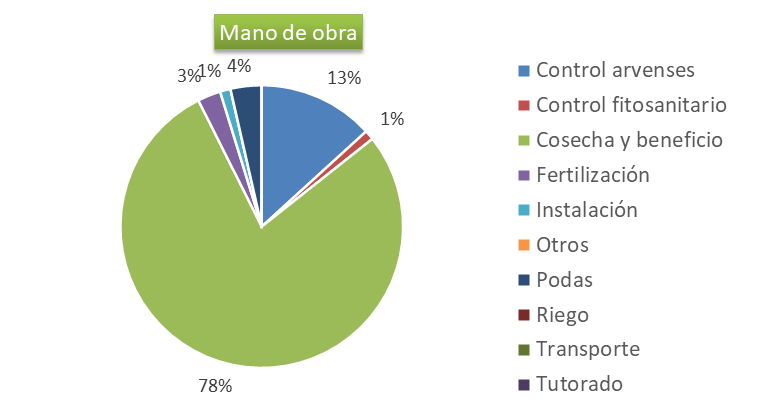 Mano de obra
3%
1%
4%
13%
1%
78%
Control arvenses
Control fitosanitario
Cosecha y beneficio
Fertilización
Instalación
Otros
Podas
Riego
Transporte
Tutorado